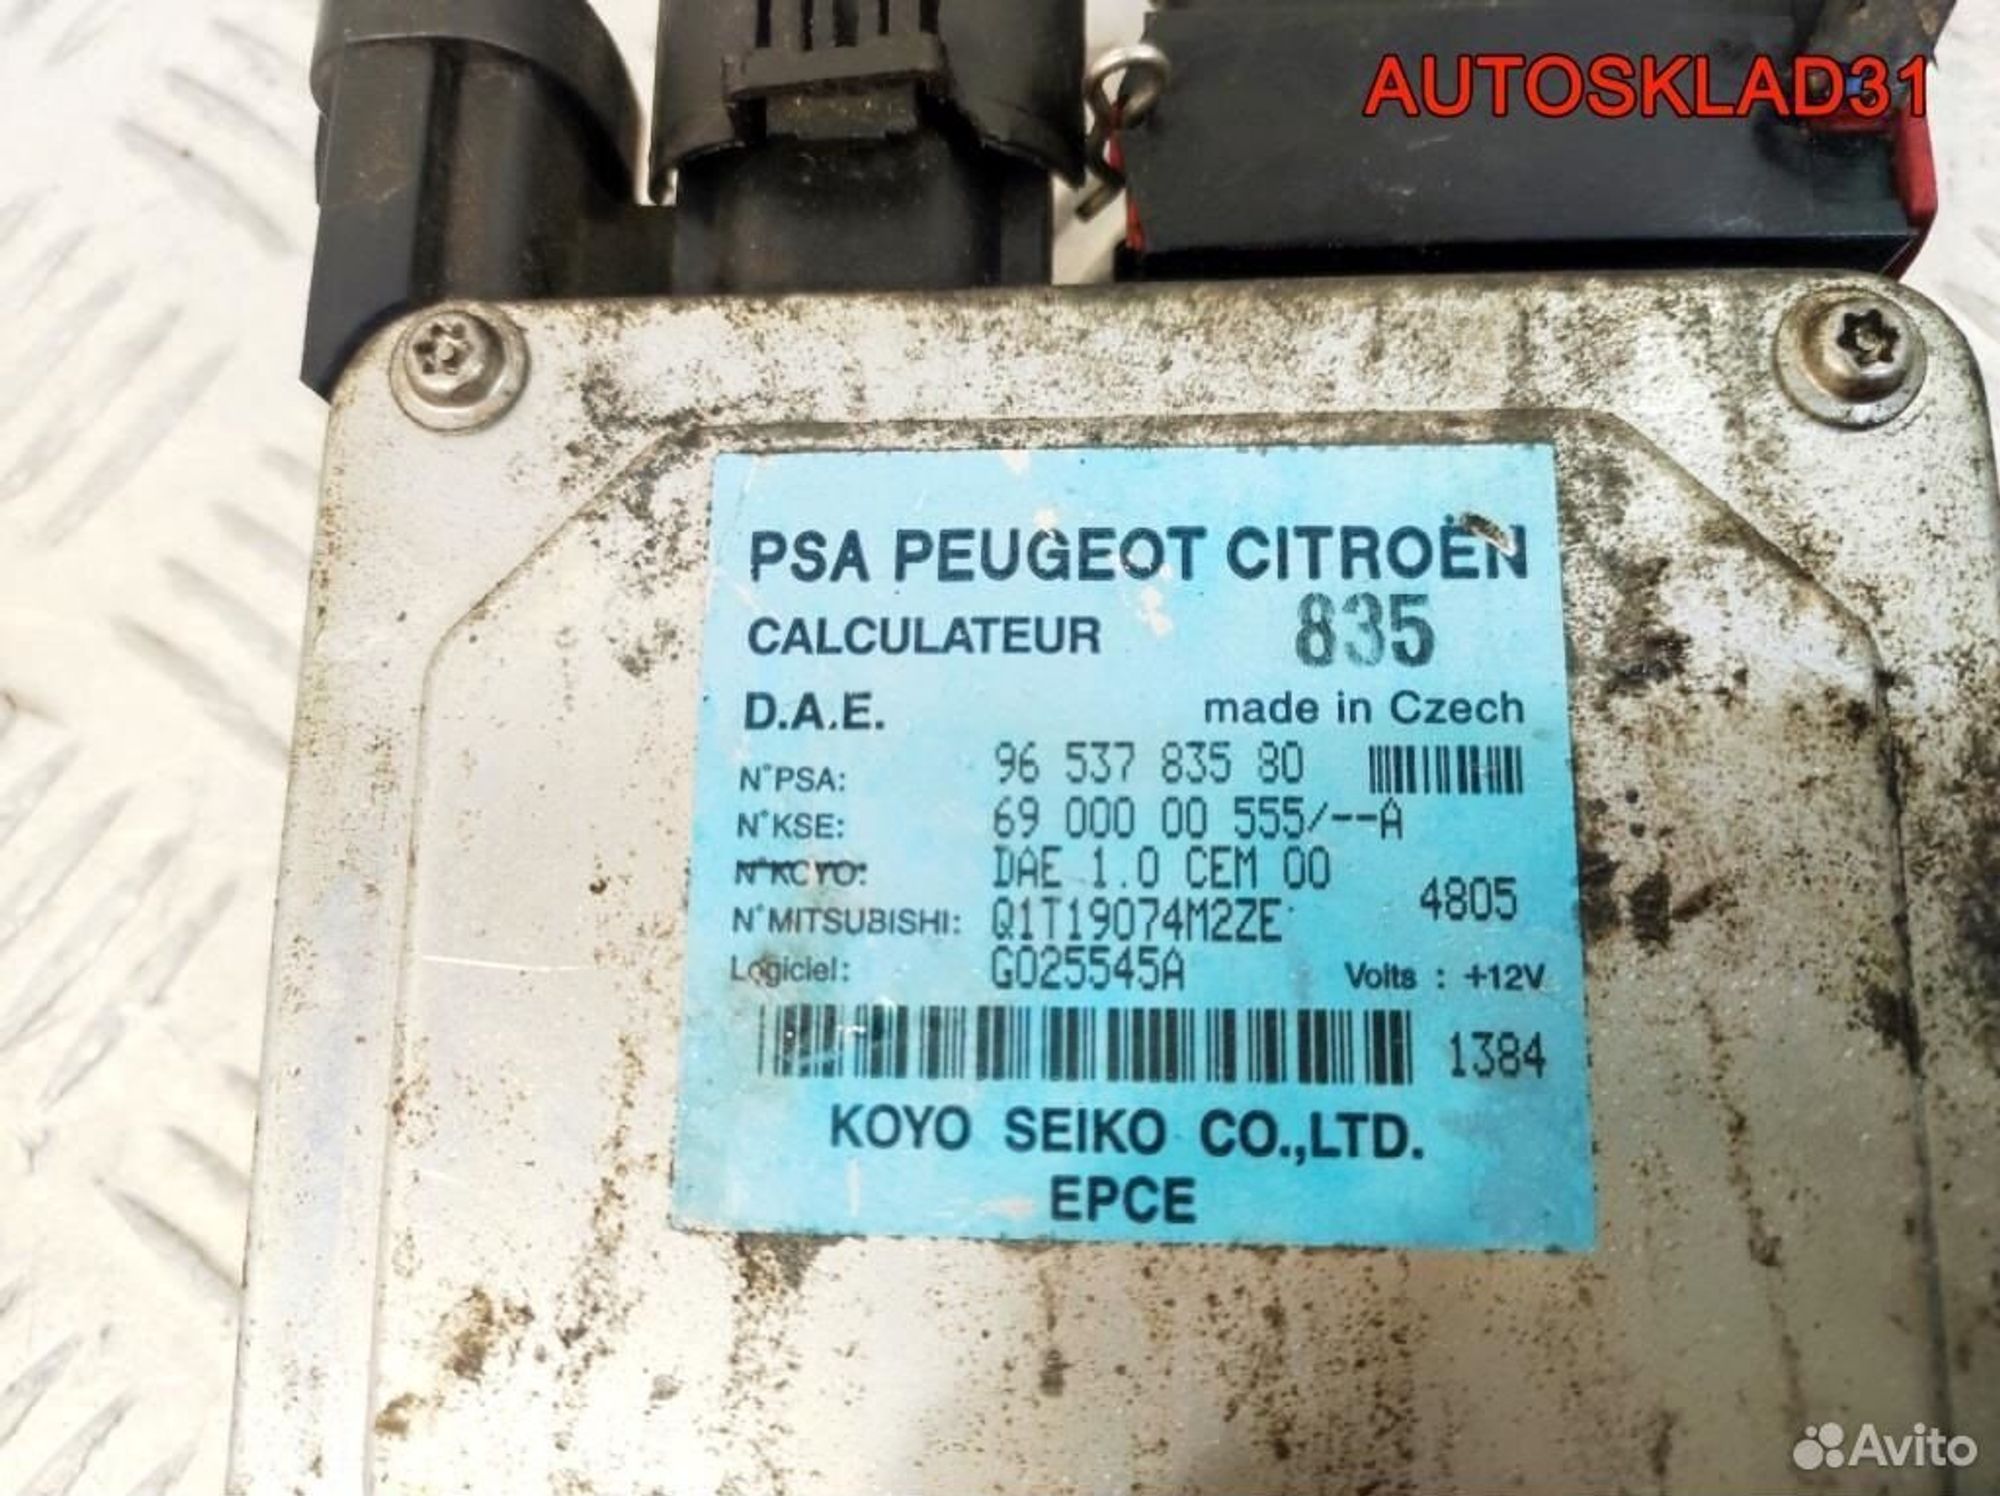 AUTOSKLAD31
PSA PEUGEOT CITROËN
CALCULATEUR 835
D.A.E. made in Czech
N°PSA: 96 537 835 80
N°KSE: 69 000 00 555/--A
N°KOYO: DAE 1.0 CEM 00
4805
N°MITSUBISHI: Q1T19074M2ZE
Logiciel: G025545A Volts : +12V
1384
KOYO SEIKO CO.,LTD.
EPCE
Avito